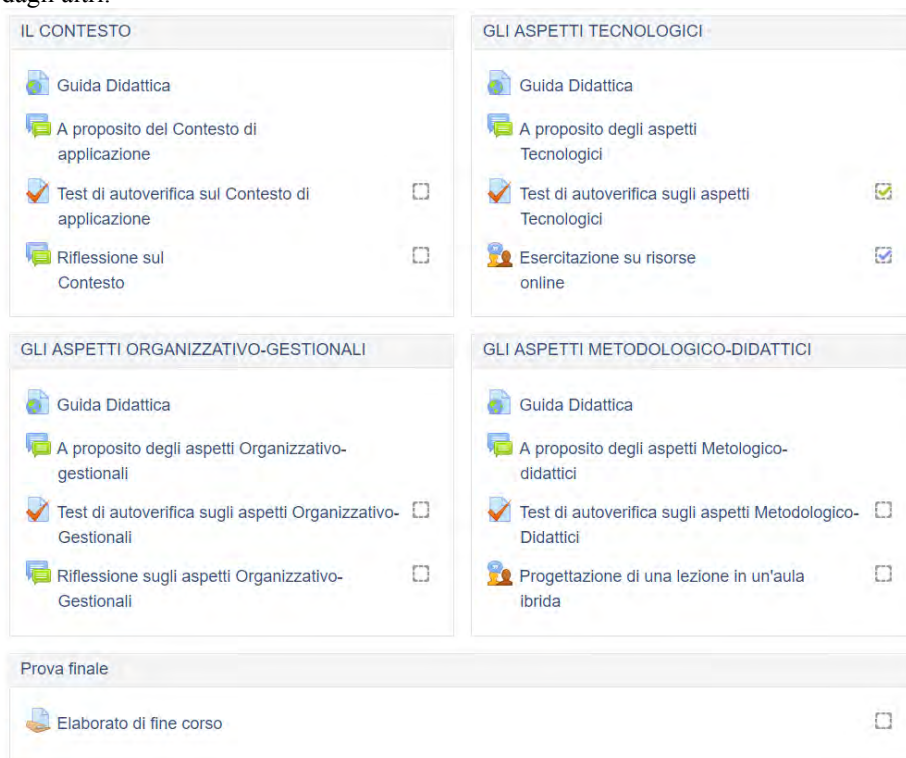 dagli altri.
IL CONTESTO
Guida Didattica
A proposito del Contesto di
applicazione
Test di autoverifica sul Contesto di
applicazione
Riflessione sul
Contesto
GLI ASPETTI TECNOLOGICI
Guida Didattica
A proposito degli aspetti
Tecnologici
Test di autoverifica sugli aspetti
Tecnologici
Esercitazione su risorse
online
GLI ASPETTI ORGANIZZATIVO-GESTIONALI
Guida Didattica
A proposito degli aspetti Organizzativo-
gestionali
Test di autoverifica sugli aspetti Organizzativo-
Gestionali
Riflessione sugli aspetti Organizzativo-
Gestionali
GLI ASPETTI METODOLOGICO-DIDATTICI
Guida Didattica
A proposito degli aspetti Metologico-
didattici
Test di autoverifica sugli aspetti Metodologico-
Didattici
Progettazione di una lezione in un'aula
ibrida
Prova finale
Elaborato di fine corso